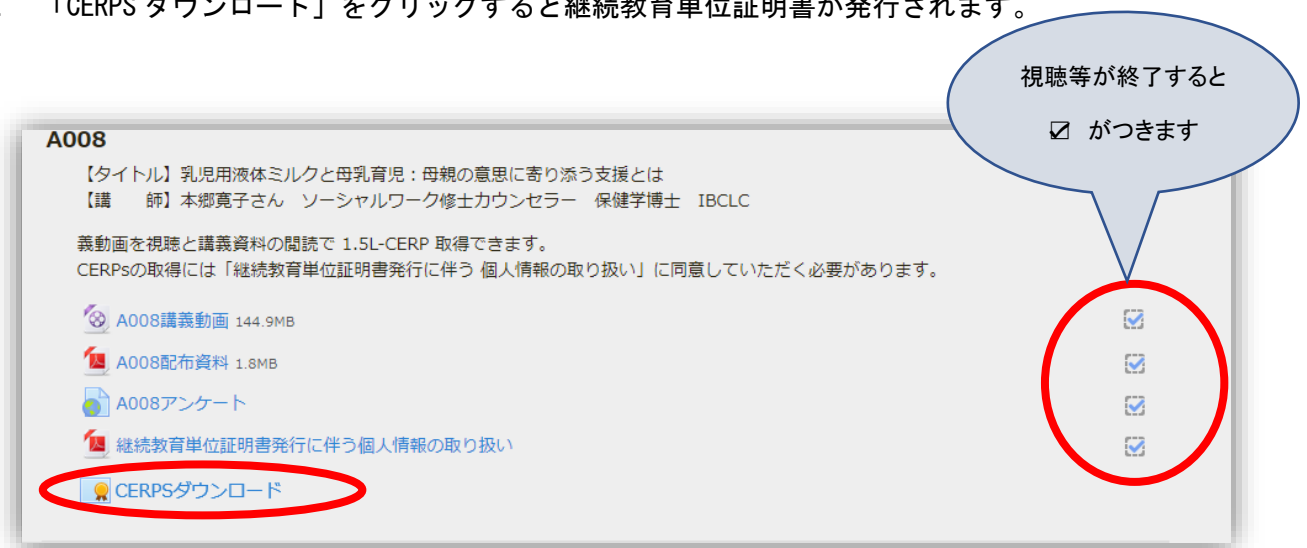 「CERPS ダウンロード」をクリックすると継続教育単位証明書が発行されます。
視聴等が終了すると
☑ がつきます
A008
【タイトル】乳児用液体ミルクと母乳育児：母親の意思に寄り添う支援とは
【講　　師】本郷寛子さん　ソーシャルワーク修士カウンセラー　保健学博士　IBCLC
義動画を視聴と講義資料の閲読で 1.5L-CERP 取得できます。
CERPsの取得には「継続教育単位証明書発行に伴う 個人情報の取り扱い」に同意していただく必要があります。
A008講義動画 144.9MB
A008配布資料 1.8MB
A008アンケート
継続教育単位証明書発行に伴う個人情報の取り扱い
CERPSダウンロード